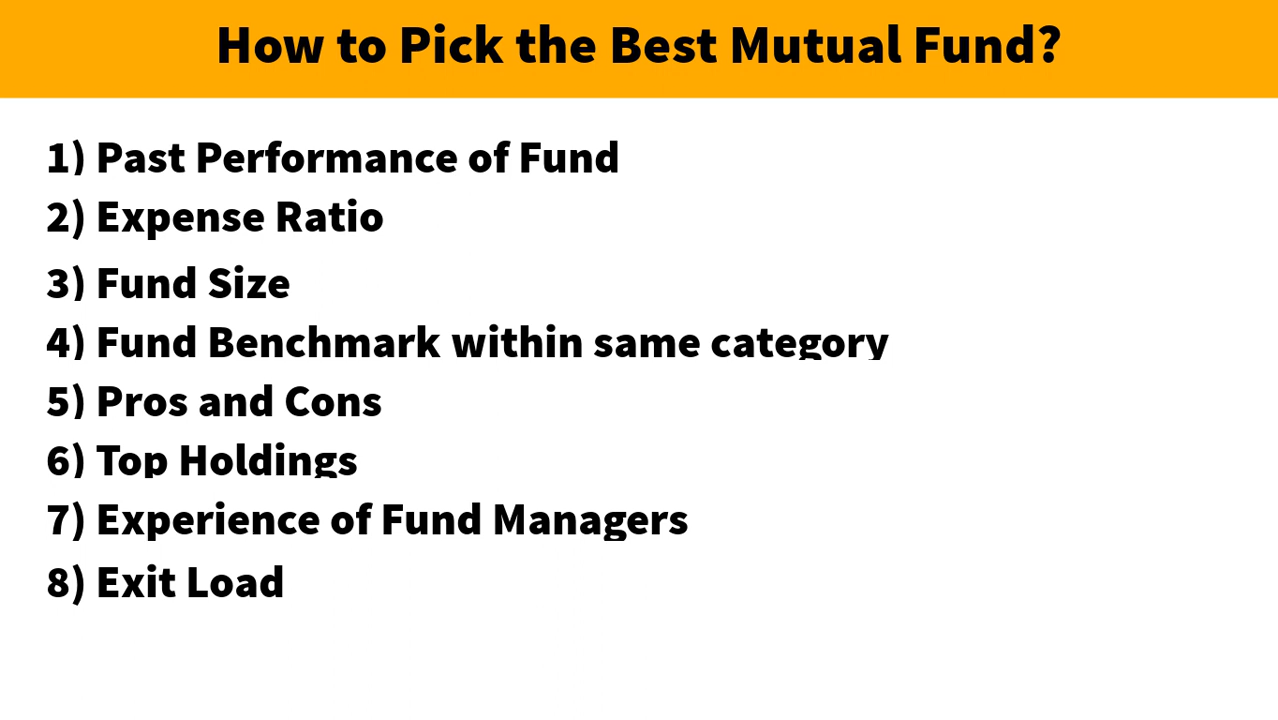 How to Pick the Best Mutual Fund?
1) Past Performance of Fund
2) Expense Ratio
3) Fund Size
4) Fund Benchmark within same category
5) Pros and Cons
6) Top Holdings
7) Experience of Fund Managers
8) Exit Load